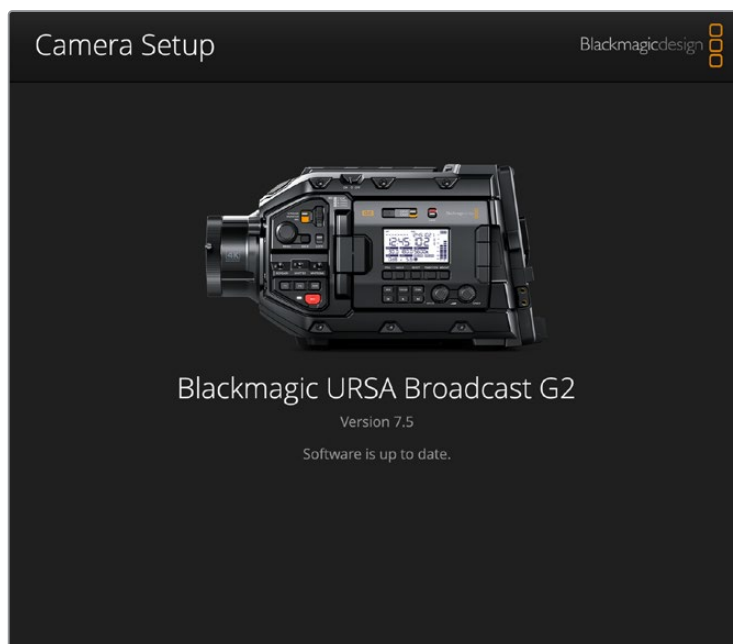 Camera Setup
Blackmagicdesign
Blackmagic URSA Broadcast G2
Version 7.5
Software is up to date.